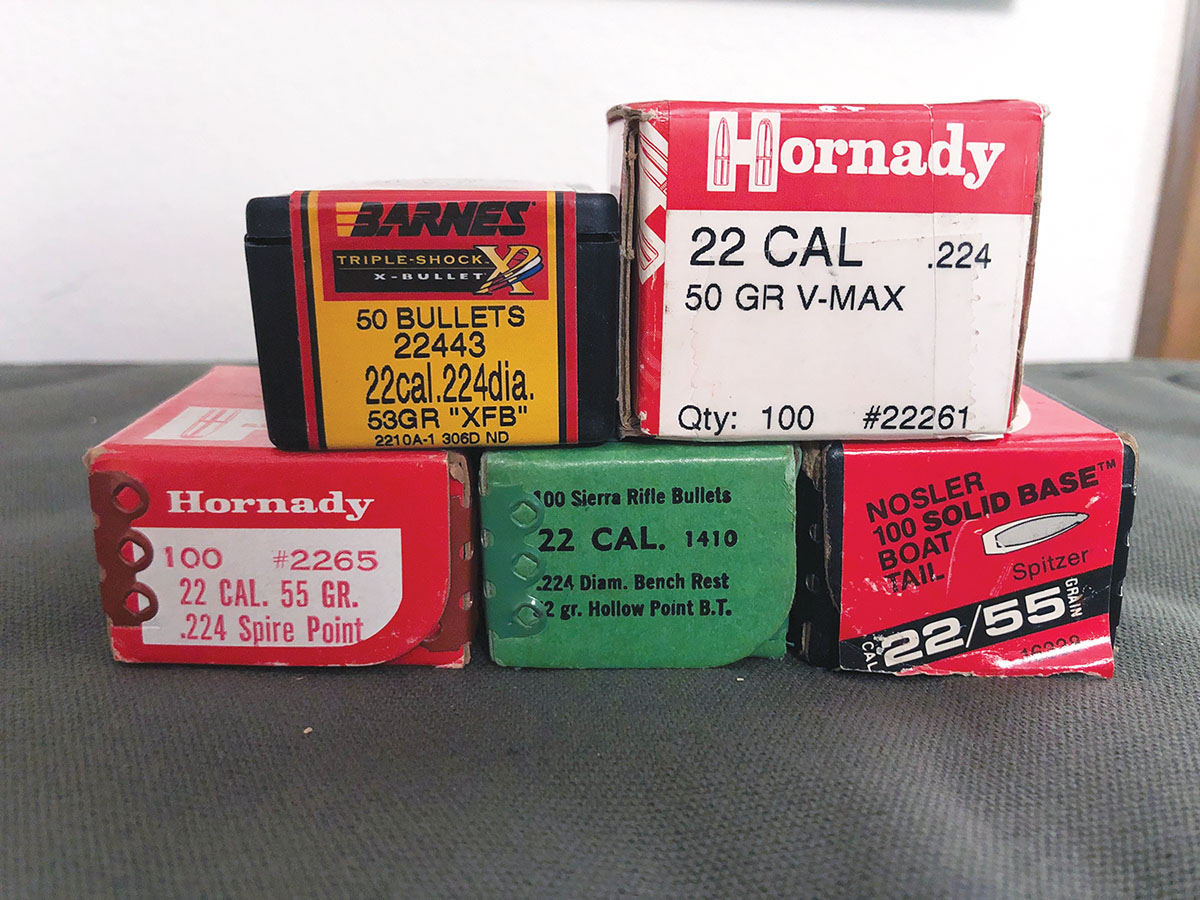 BARNES
TRIPLE-SHOCK
X-BULLET
50 BULLETS
22443
22cal.224dia.
53GR "XFB"
2210A-1 306D ND
Hornady
22 CAL .224
50 GR V-MAX
Qty: 100 #22261
Hornady
100 #2265
22 CAL. 55 GR.
.224 Spire Point
100 Sierra Rifle Bullets
22 CAL. 1410
.224 Diam. Bench Rest
gr. Hollow Point B.T.
NOSLER
100 SOLID BASE™
BOAT
TAIL
Spitzer
CAL 22/55 GRAIN